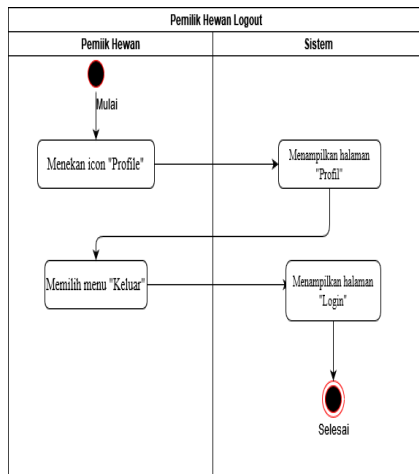 Pemilik Hewan Logout
Pemiik Hewan
Sistem
Mulai
Menekan icon "Profile"
Menampilkan halaman
"Profil"
Memilih menu "Keluar"
Menampilkan halaman
"Login"
Selesai